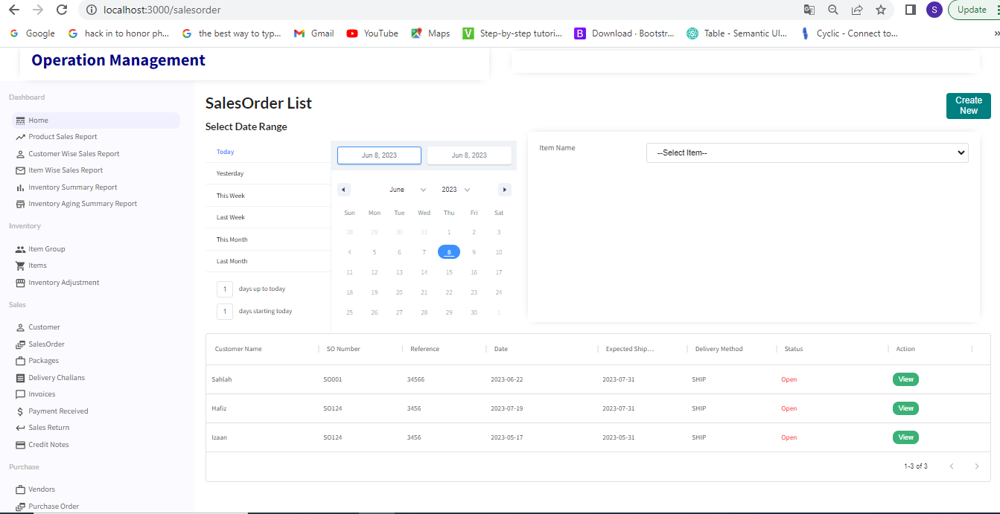 localhost:3000/salesorder
S
Update
Google
hack in to honor ph...
the best way to typ...
Gmail
YouTube
Maps
V
Step-by-step tutori...
B
Download · Bootstr...
Table - Semantic UI...
Cyclic - Connect to...
»
Operation Management
Dashboard
Home
Product Sales Report
Customer Wise Sales Report
Item Wise Sales Report
Inventory Summary Report
Inventory Aging Summary Report
Inventory
Item Group
Items
Inventory Adjustment
Sales
Customer
SalesOrder
Packages
Delivery Challans
Invoices
Payment Received
Sales Return
Credit Notes
Purchase
Vendors
Purchase Order
SalesOrder List
Create
New
Select Date Range
Today
Yesterday
This Week
Last Week
This Month
Last Month
1 days up to today
1 days starting today
Jun 8, 2023 Jun 8, 2023
June 2023
Sun Mon Tue Wed Thu Fri Sat
28 29 30 31 1 2 3
4 5 6 7 8 9 10
11 12 13 14 15 16 17
18 19 20 21 22 23 24
25 26 27 28 29 30 1
Item Name
--Select Item--
Customer Name SO Number Reference Date Expected Ship... Delivery Method Status Action
Sahlah SO001 34566 2023-06-22 2023-07-31 SHIP Open View
Hafiz SO124 3456 2023-07-19 2023-07-31 SHIP Open View
Izaan SO124 3456 2023-05-17 2023-05-31 SHIP Open View
1-3 of 3